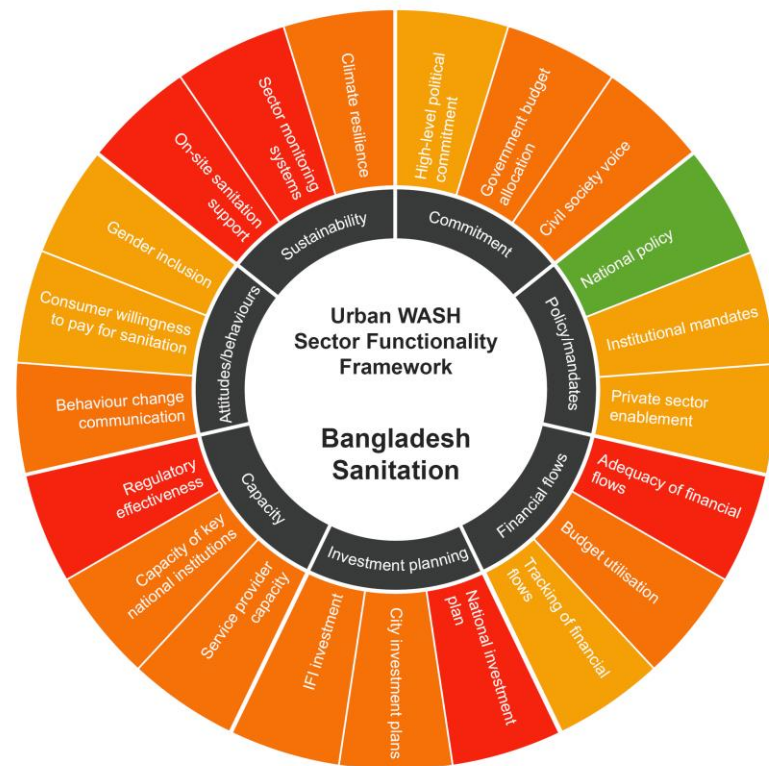 Urban WASH
Sector Functionality
Framework
Bangladesh
Sanitation
Commitment
High-level political
commitment
Government budget
allocation
Civil society voice
Policy/mandates
National policy
Institutional mandates
Private sector
enablement
Financial flows
Adequacy of financial
flows
Budget utilisation
Tracking of financial
flows
Investment planning
National investment
plan
City investment plans
IFI investment
Capacity
Service provider
capacity
Capacity of key
national institutions
Regulatory
effectiveness
Attitudes/behaviours
Behaviour change
communication
Consumer willingness
to pay for sanitation
Gender inclusion
Sustainability
On-site sanitation
support
Sector monitoring
systems
Climate resilience